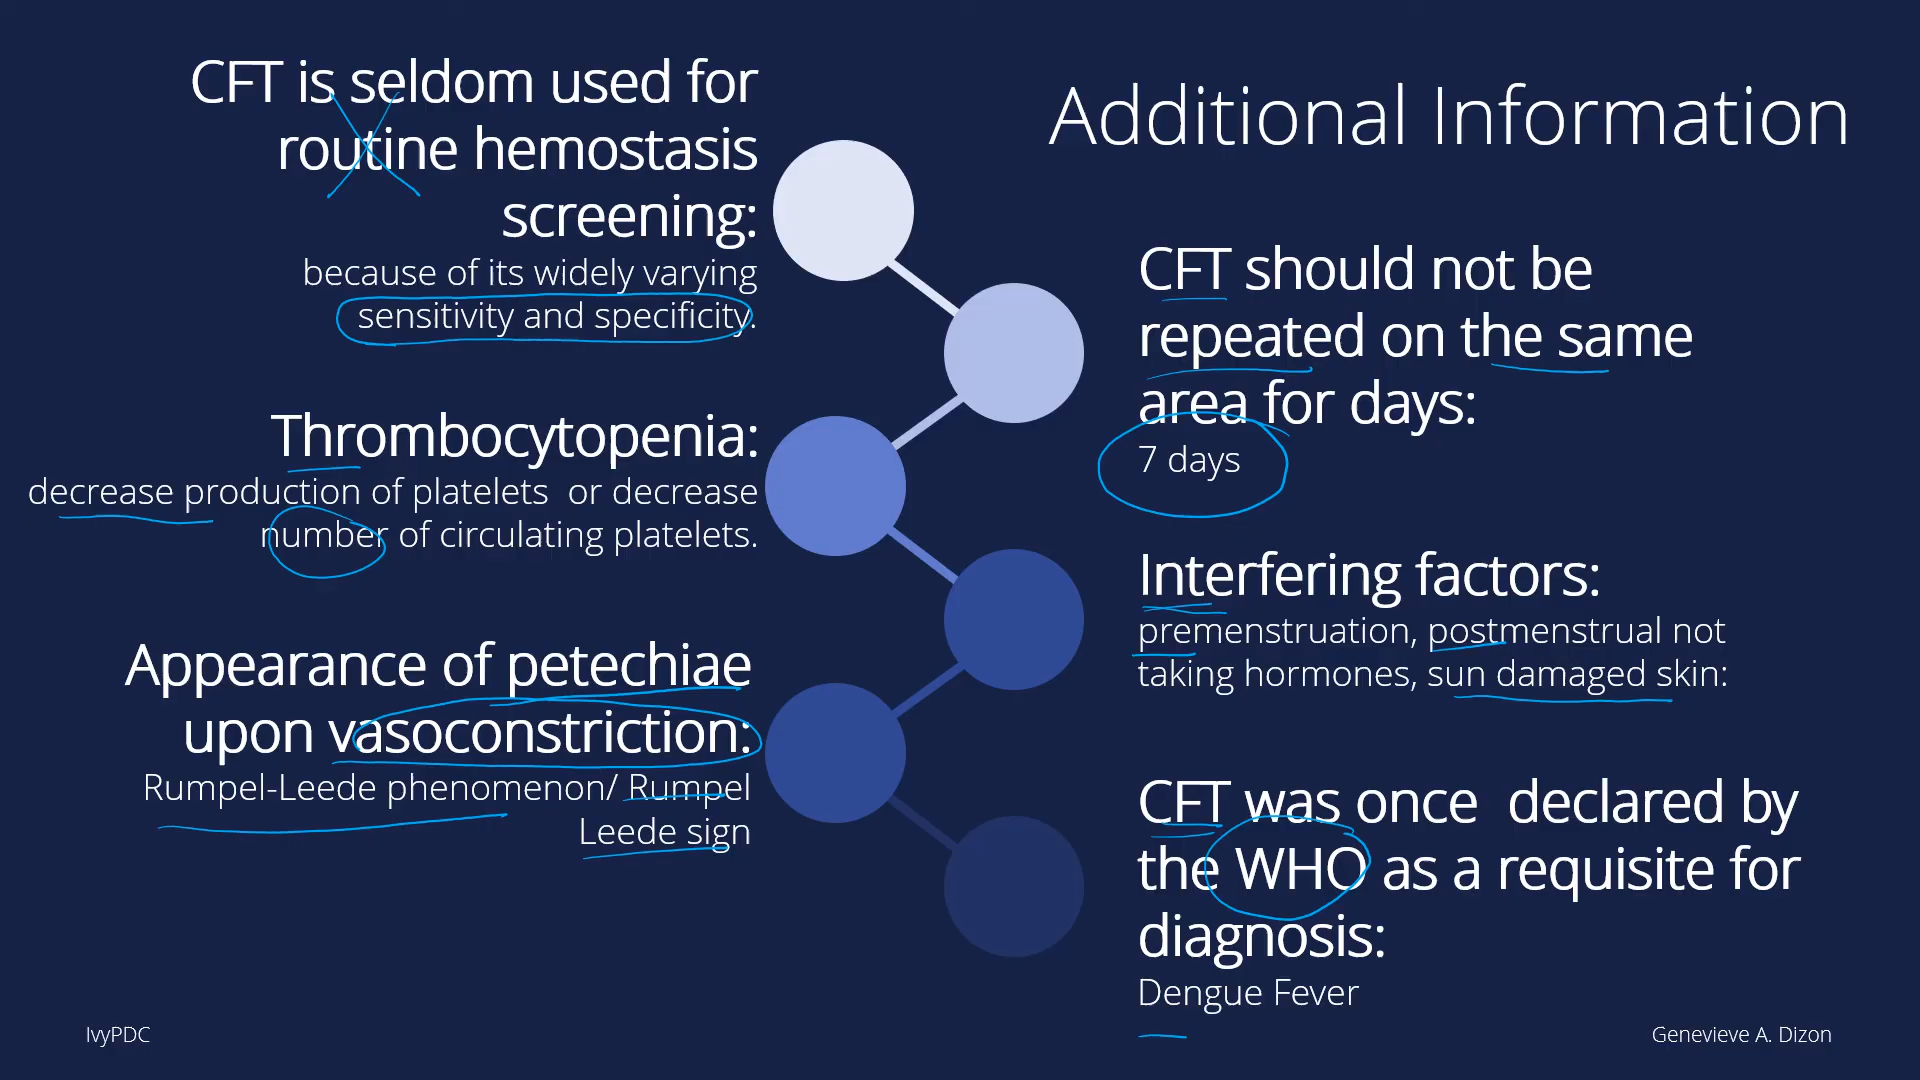 Additional Information
CFT is seldom used for
routine hemostasis
screening:
because of its widely varying
sensitivity and specificity.
CFT should not be
repeated on the same
area for days:
7 days
Thrombocytopenia:
decrease production of platelets  or decrease
number of circulating platelets.
Interfering factors:
premenstruation, postmenstrual not
taking hormones, sun damaged skin:
Appearance of petechiae
upon vasoconstriction:
Rumpel-Leede phenomenon/ Rumpel
Leede sign
CFT was once  declared by
the WHO as a requisite for
diagnosis:
Dengue Fever
IvyPDC
Genevieve A. Dizon